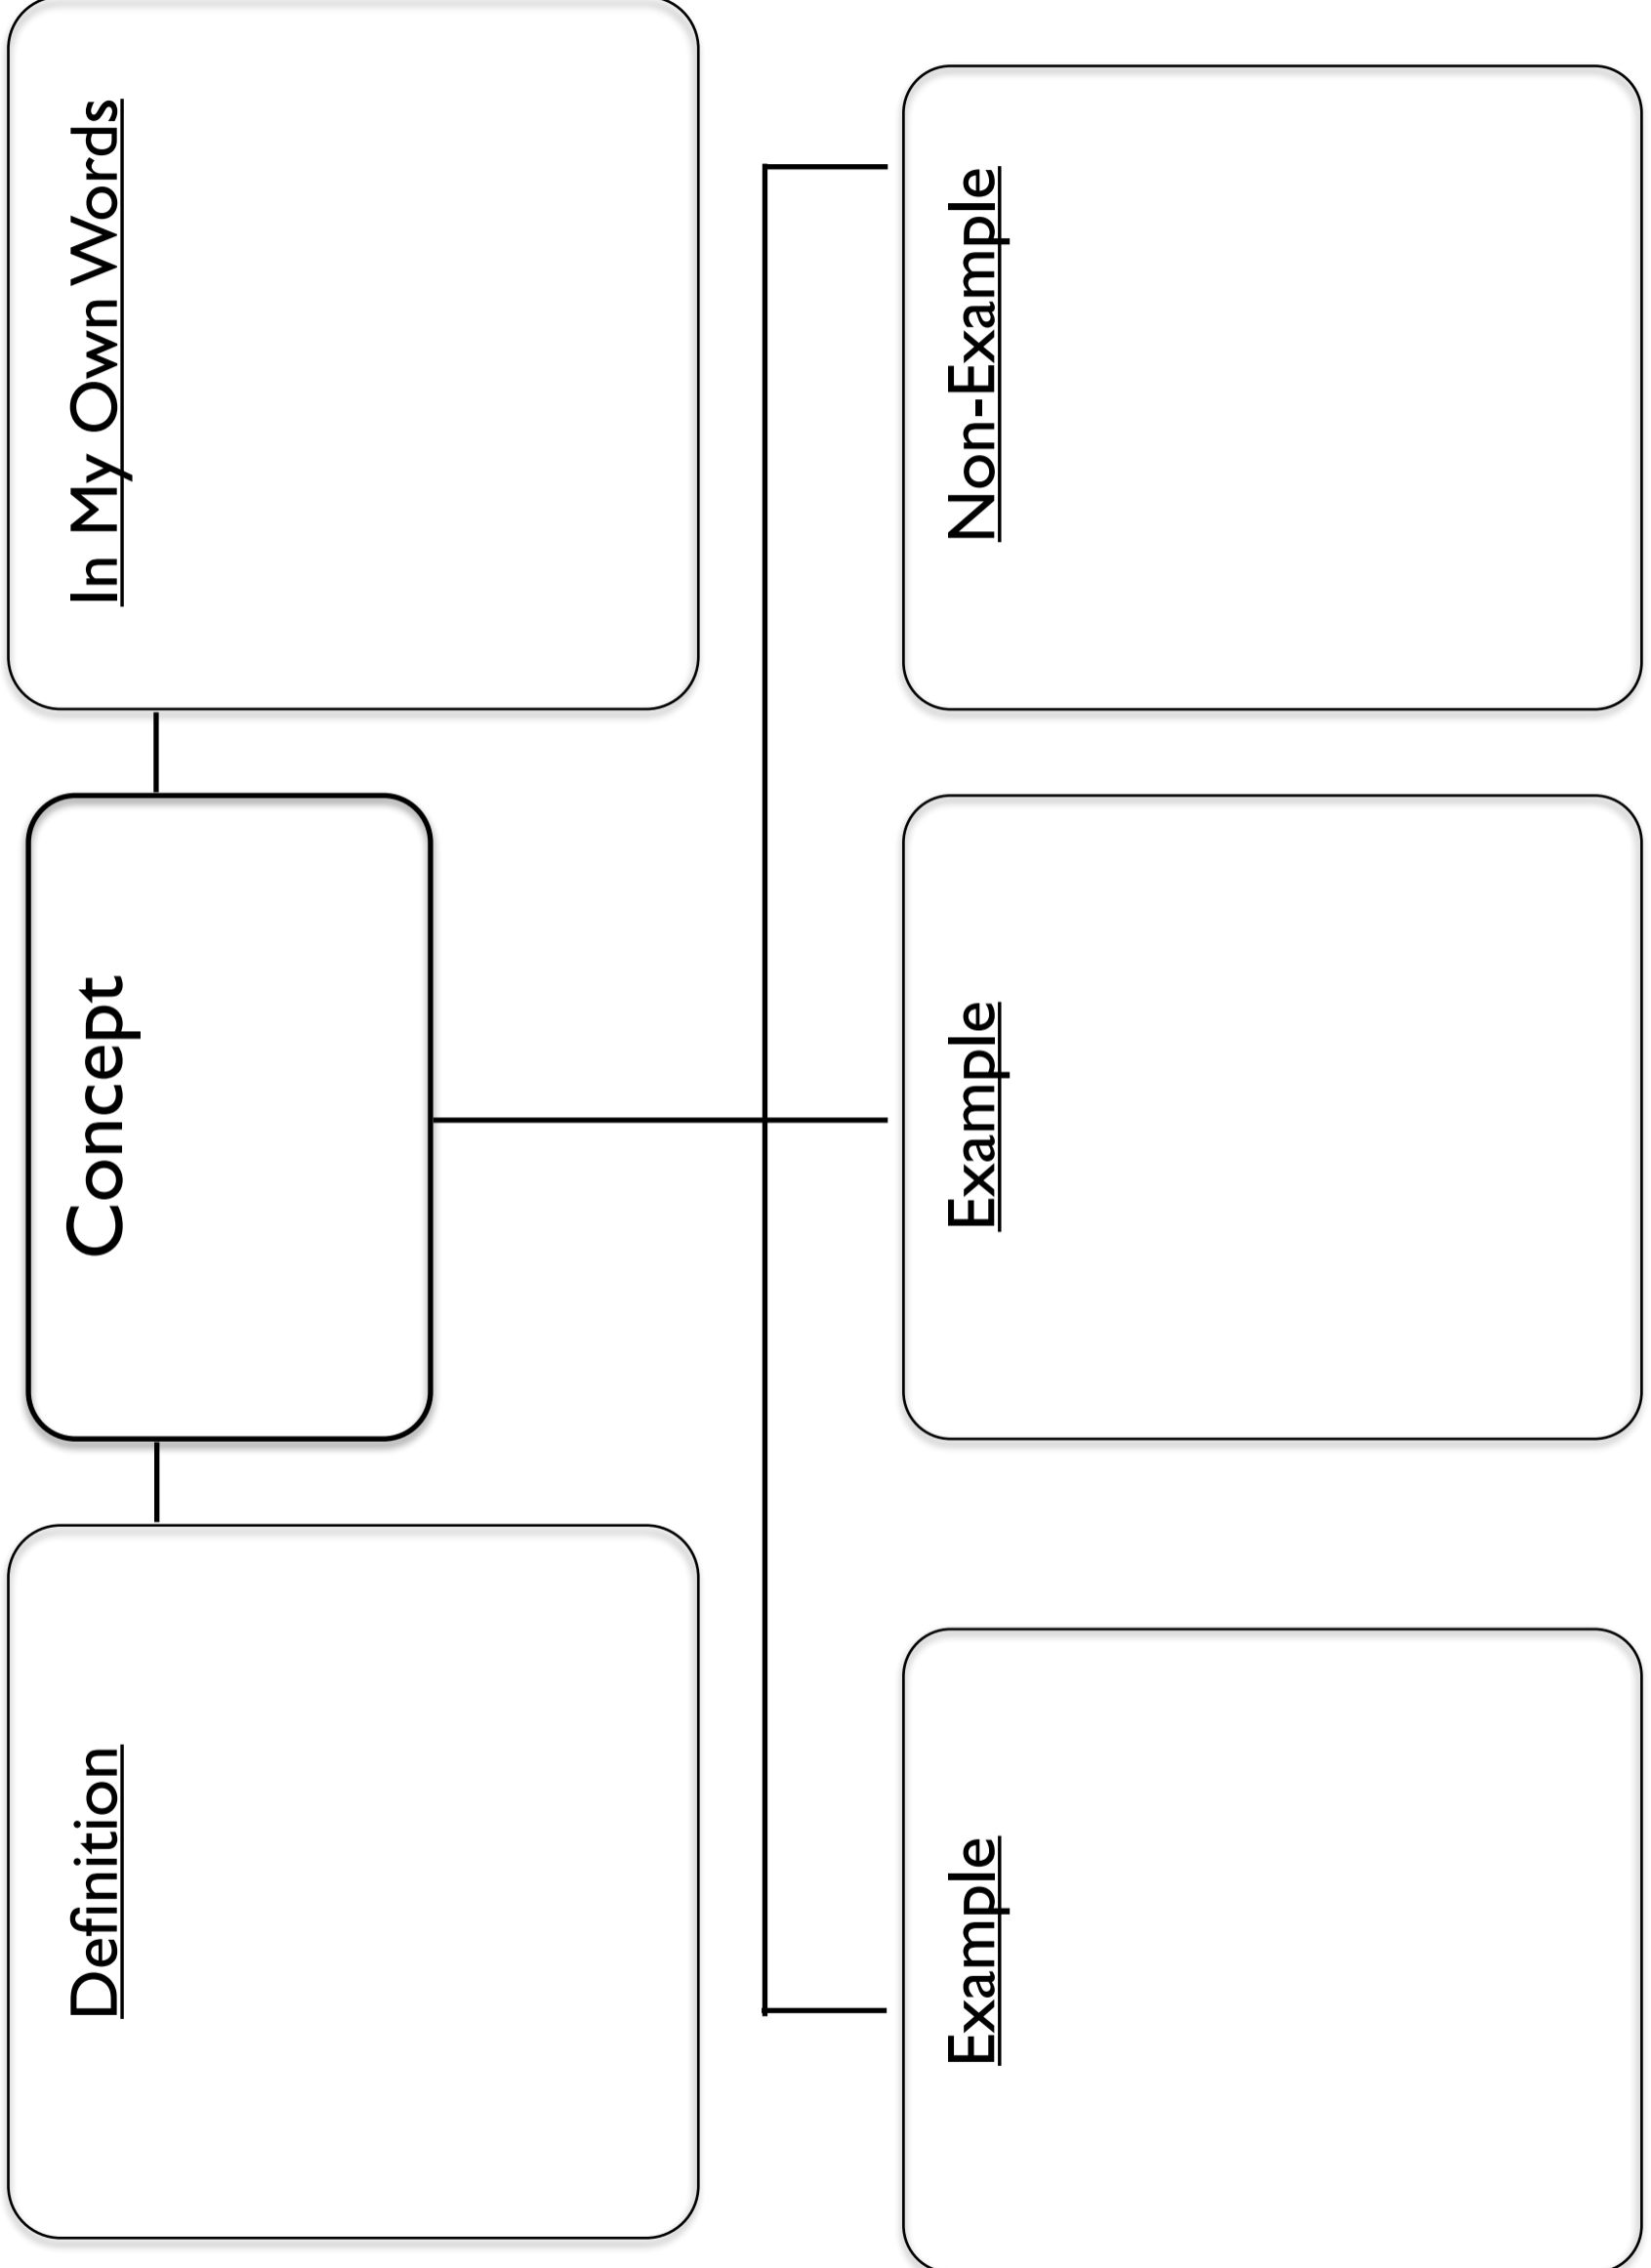 Definition
Concept
In My Own Words
Example
Example
Non-Example